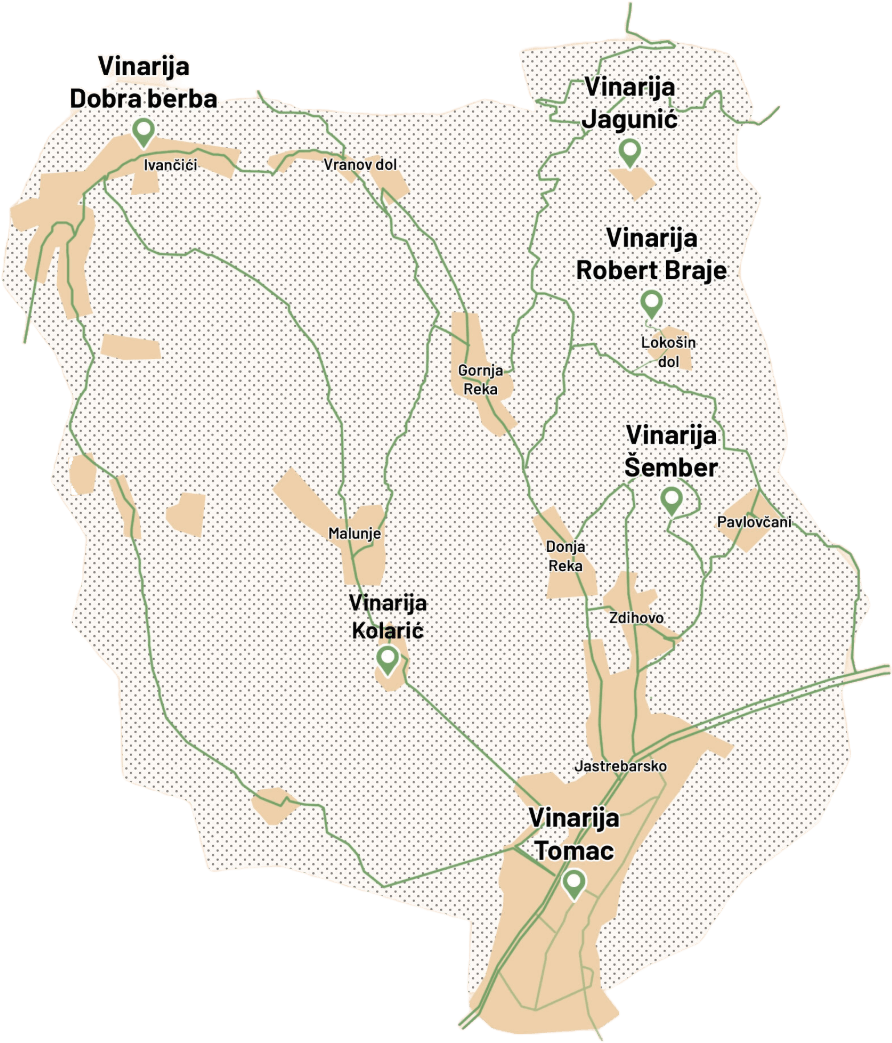 Vinarija
Dobra berba
Vinarija
Jagunić
Ivančići
Vranov dol
Vinarija
Robert Braje
Lokošin
dol
Gornja
Reka
Vinarija
Šember
Pavlovčani
Malunje
Donja
Reka
Vinarija
Kolarić
Zdihovo
Jastrebarsko
Vinarija
Tomac